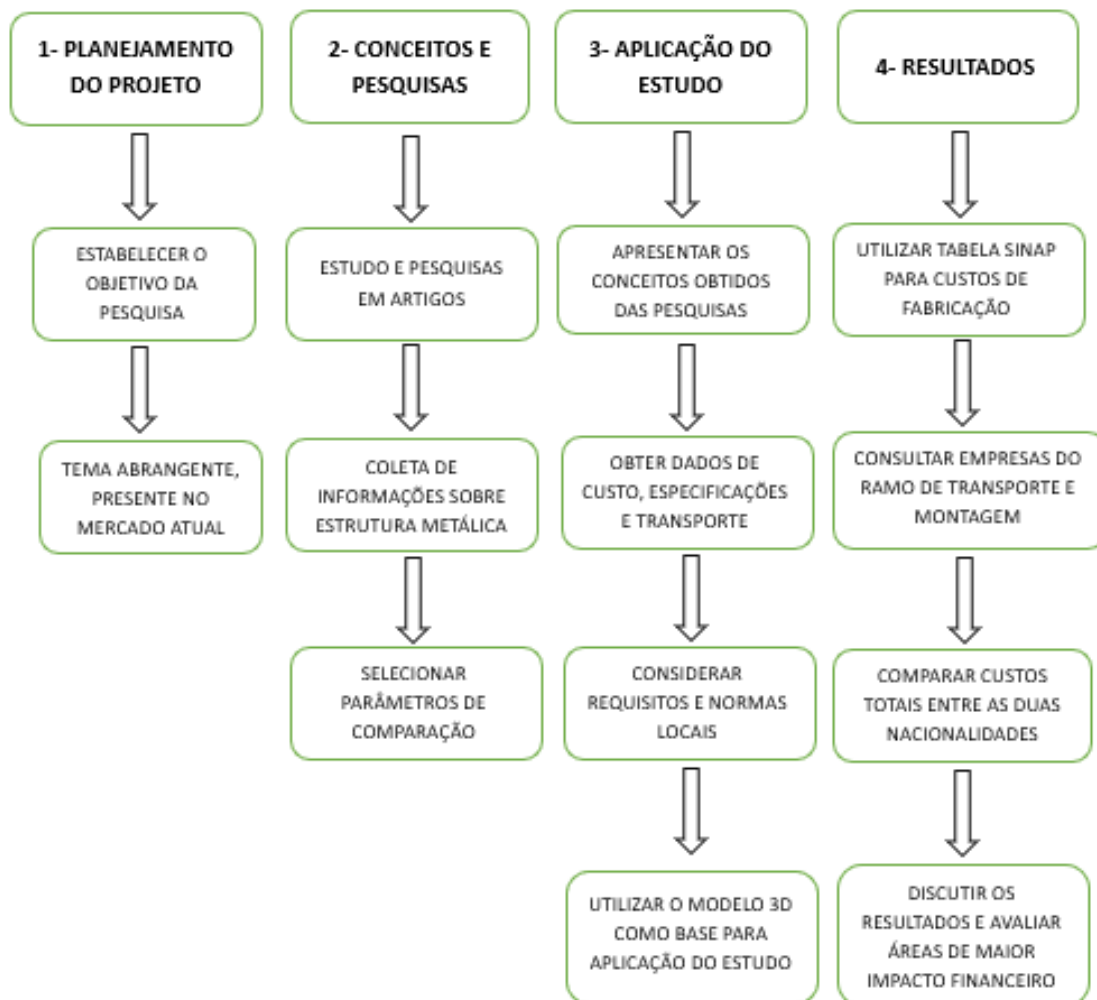 1- PLANEJAMENTO
DO PROJETO
ESTABELECER O
OBJETIVO DA
PESQUISA
TEMA ABRANGENTE,
PRESENTE NO
MERCADO ATUAL
2- CONCEITOS E
PESQUISAS
ESTUDO E PESQUISAS
EM ARTIGOS
COLETA DE
INFORMAÇÕES SOBRE
ESTRUTURA METÁLICA
SELECIONAR
PARÂMETROS DE
COMPARAÇÃO
3- APLICAÇÃO DO
ESTUDO
APRESENTAR OS
CONCEITOS OBTIDOS
DAS PESQUISAS
OBTER DADOS DE
CUSTO, ESPECIFICAÇÕES
E TRANSPORTE
CONSIDERAR
REQUISITOS E NORMAS
LOCAIS
UTILIZAR O MODELO 3D
COMO BASE PARA
APLICAÇÃO DO ESTUDO
4- RESULTADOS
UTILIZAR TABELA SINAP
PARA CUSTOS DE
FABRICAÇÃO
CONSULTAR EMPRESAS DO
RAMO DE TRANSPORTE E
MONTAGEM
COMPARAR CUSTOS
TOTAIS ENTRE AS DUAS
NACIONALIDADES
DISCUTIR OS
RESULTADOS E AVALIAR
ÁREAS DE MAIOR
IMPACTO FINANCEIRO